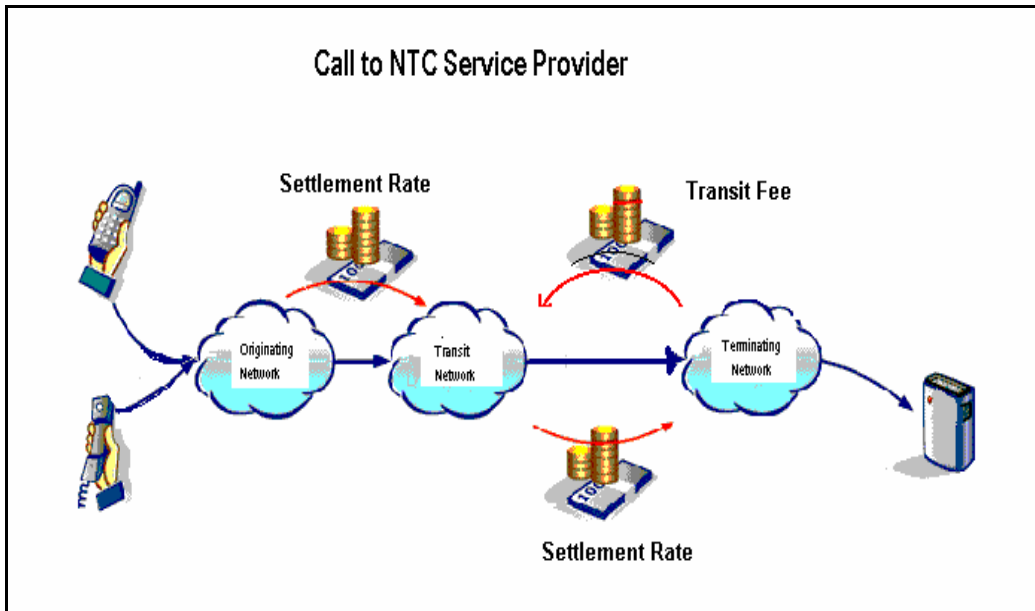 Call to NTC Service Provider
Settlement Rate
Transit Fee
Originating
Network
Transit
Network
Terminating
Network
Settlement Rate